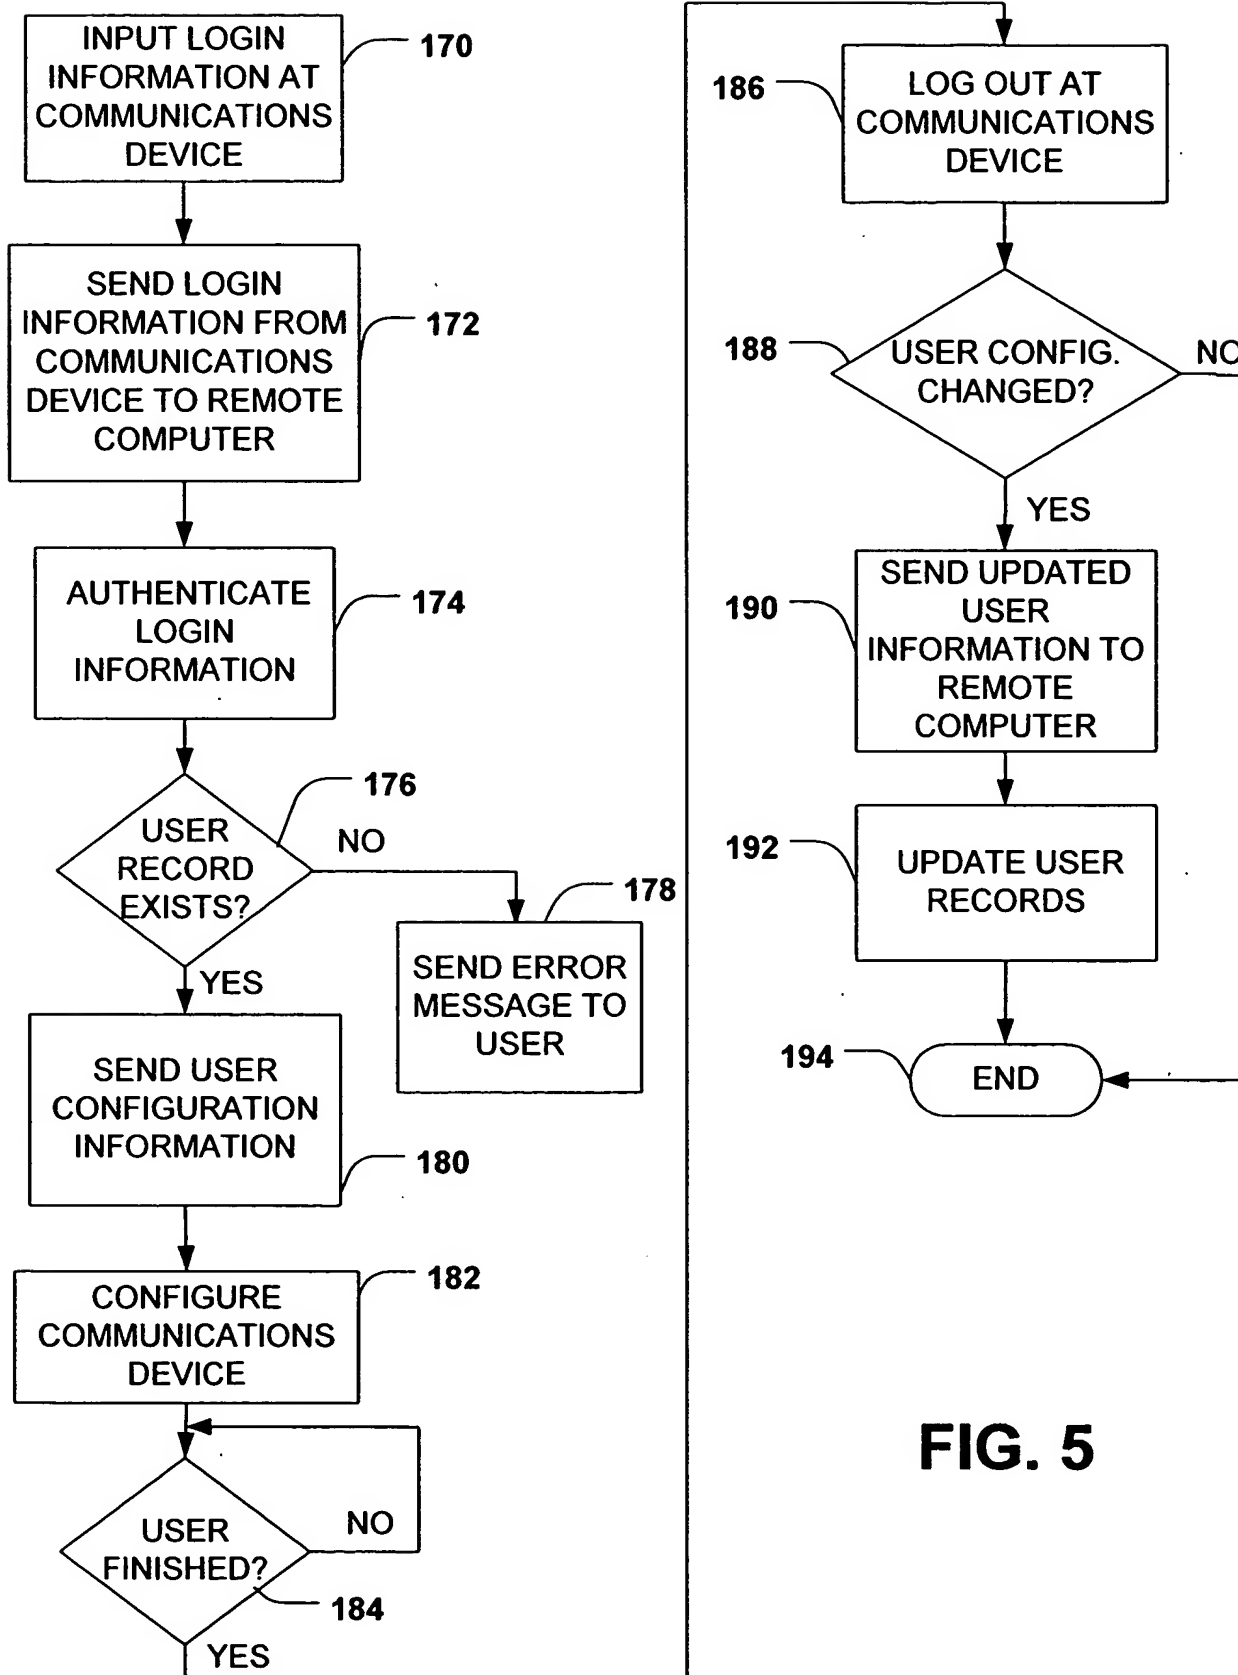 INPUT LOGIN
INFORMATION AT
COMMUNICATIONS
DEVICE
170
SEND LOGIN
INFORMATION FROM
COMMUNICATIONS
DEVICE TO REMOTE
COMPUTER
172
AUTHENTICATE
LOGIN
INFORMATION
174
USER
RECORD
EXISTS?
176
NO
178
SEND ERROR
MESSAGE TO
USER
YES
SEND USER
CONFIGURATION
INFORMATION
180
CONFIGURE
COMMUNICATIONS
DEVICE
182
USER
FINISHED?
NO
184
YES
186
LOG OUT AT
COMMUNICATIONS
DEVICE
188
USER CONFIG.
CHANGED?
NO
YES
190
SEND UPDATED
USER
INFORMATION TO
REMOTE
COMPUTER
192
UPDATE USER
RECORDS
194
END
FIG. 5